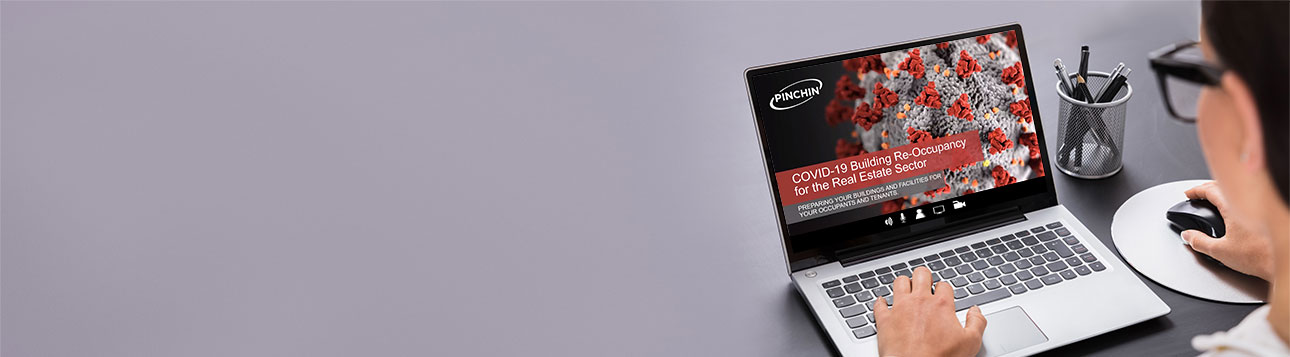 PINCHIN
COVID-19 Building Re-Occupancy
for the Real Estate Sector
PREPARING YOUR BUILDINGS AND FACILITIES FOR
YOUR OCCUPANTS AND TENANTS